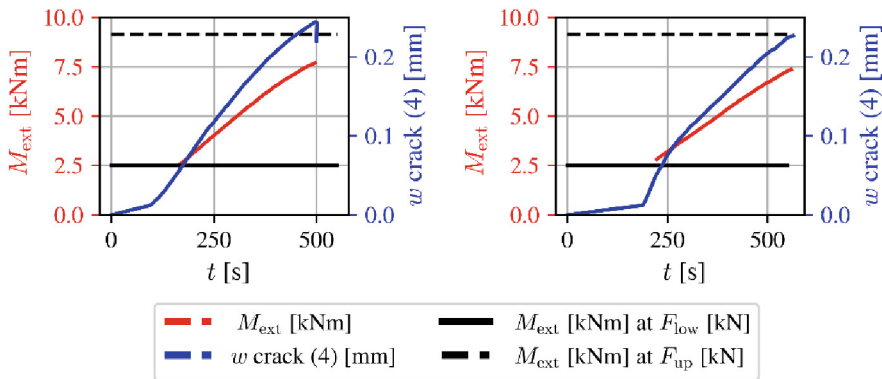 10.0
7.5
5.0
2.5
0.0
M_ext [kNm]
0.2
0.1
0.0
w crack (4) [mm]
0 250 500
t [s]
10.0
7.5
5.0
2.5
0.0
M_ext [kNm]
0.2
0.1
0.0
w crack (4) [mm]
0 250 500
t [s]
M_ext [kNm]
w crack (4) [mm]
M_ext [kNm] at F_low [kN]
M_ext [kNm] at F_up [kN]